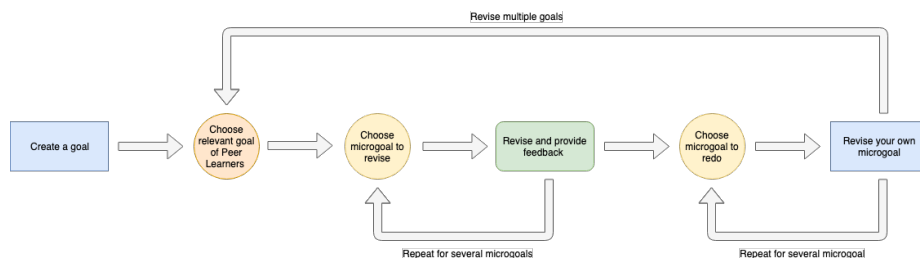 Revise multiple goals
Create a goal
Choose
relevant goal
of Peer
Learners
Choose
microgoal to
revise
Revise and provide
feedback
Choose
microgoal to
redo
Revise your own
microgoal
Repeat for several microgoals
Repeat for several microgoal